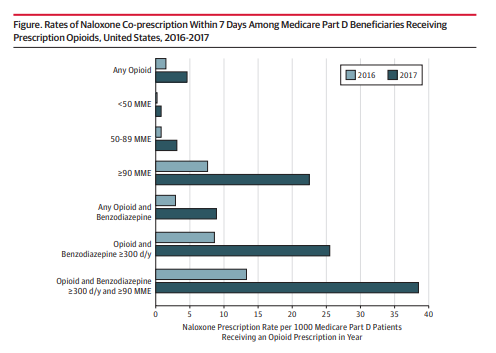 Figure. Rates of Naloxone Co-prescription Within 7 Days Among Medicare Part D Beneficiaries Receiving
Prescription Opioids, United States, 2016-2017
2016 2017
Any Opioid
<50 MME
50-89 MME
≥90 MME
Any Opioid and
Benzodiazepine
Opioid and
Benzodiazepine ≥300 d/y
Opioid and Benzodiazepine
≥300 d/y and ≥90 MME
0 5 10 15 20 25 30 35 40
Naloxone Prescription Rate per 1000 Medicare Part D Patients
Receiving an Opioid Prescription in Year